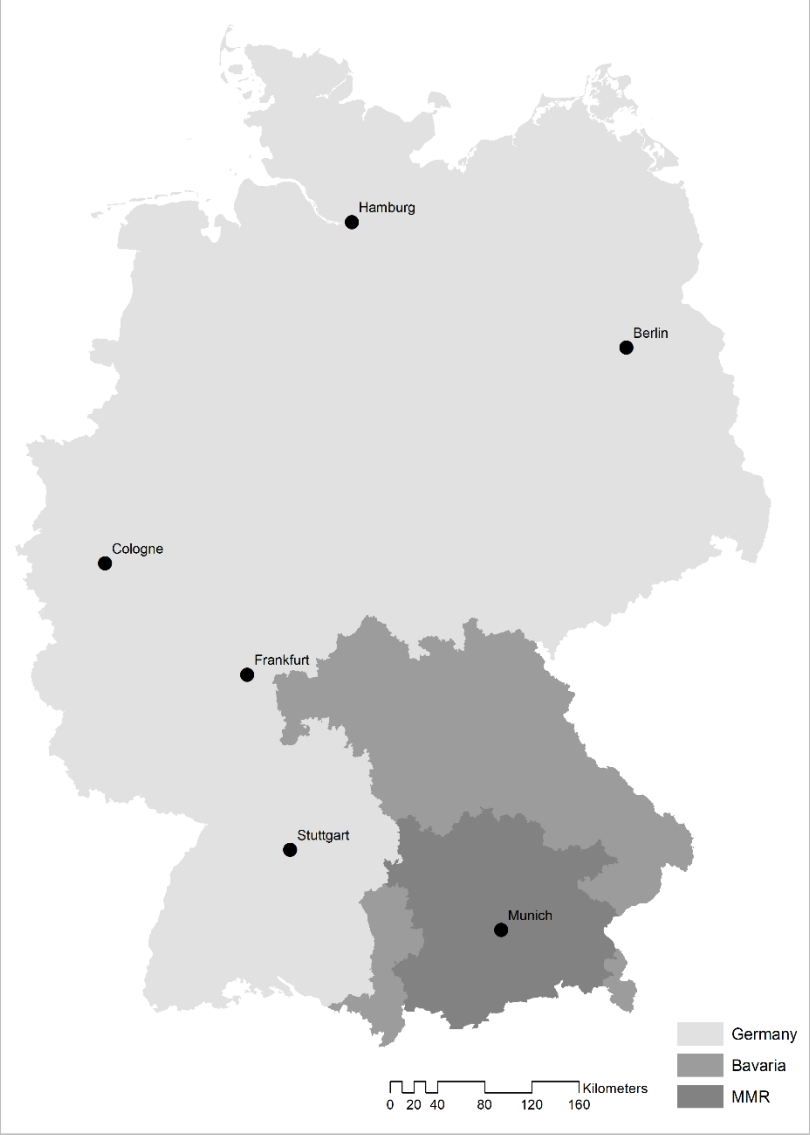 Hamburg
Berlin
Cologne
Frankfurt
Stuttgart
Munich
Germany
Bavaria
MMR
Kilometers
0 20 40 80 120 160